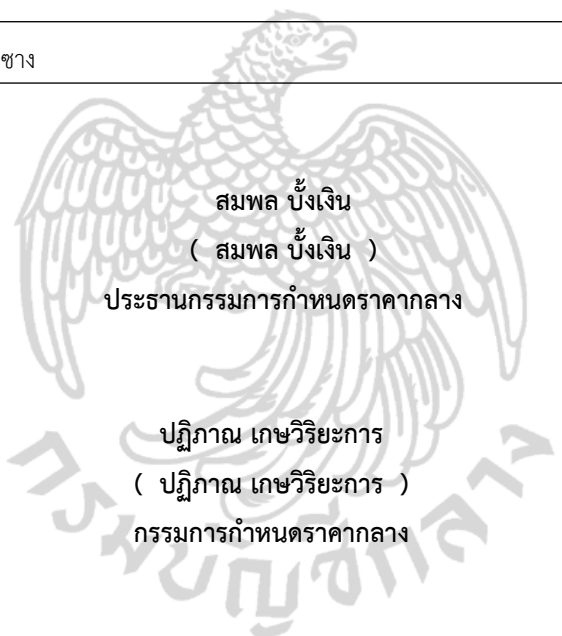 ซาง
สมพล บั้งเงิน
( สมพล บั้งเงิน )
ประธานกรรมการกำหนดราคากลาง
ปฏิภาณ เกษวิริยะการ
( ปฏิภาณ เกษวิริยะการ )
กรรมการกำหนดราคากลาง
กรมบัญชีกลาง